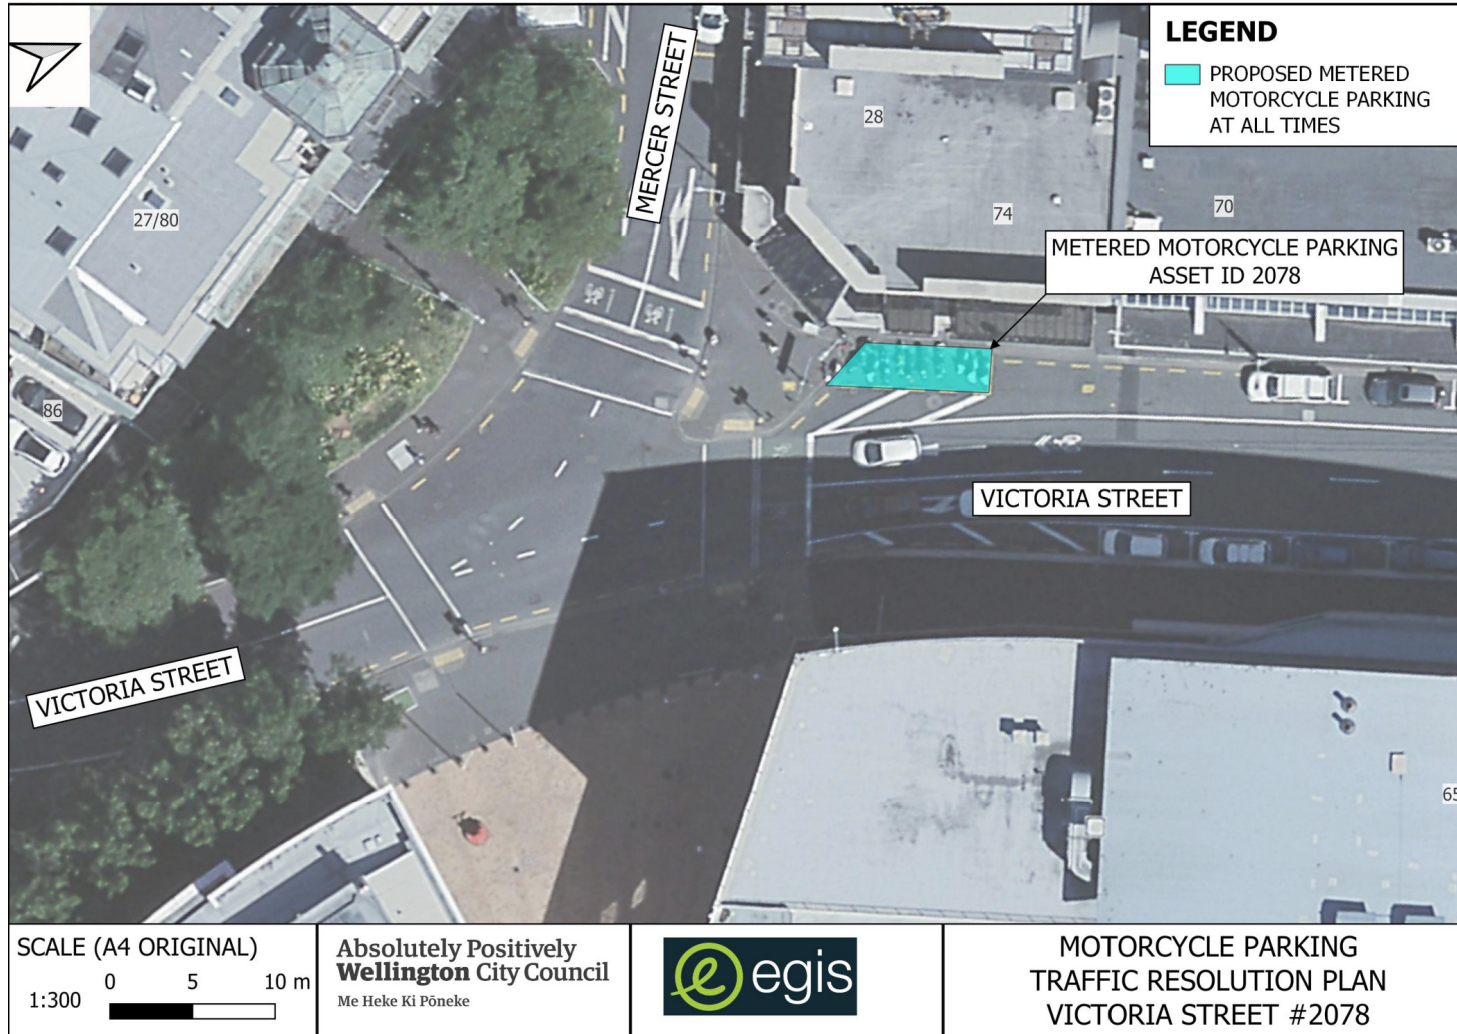 LEGEND
PROPOSED METERED
MOTORCYCLE PARKING
AT ALL TIMES
MERCER STREET
28
27/80
74
70
METERED MOTORCYCLE PARKING
ASSET ID 2078
86
VICTORIA STREET
VICTORIA STREET
65
SCALE (A4 ORIGINAL)
0 5 10 m
1:300
Absolutely Positively
Wellington City Council
Me Heke Ki Pōneke
egis
MOTORCYCLE PARKING
TRAFFIC RESOLUTION PLAN
VICTORIA STREET #2078